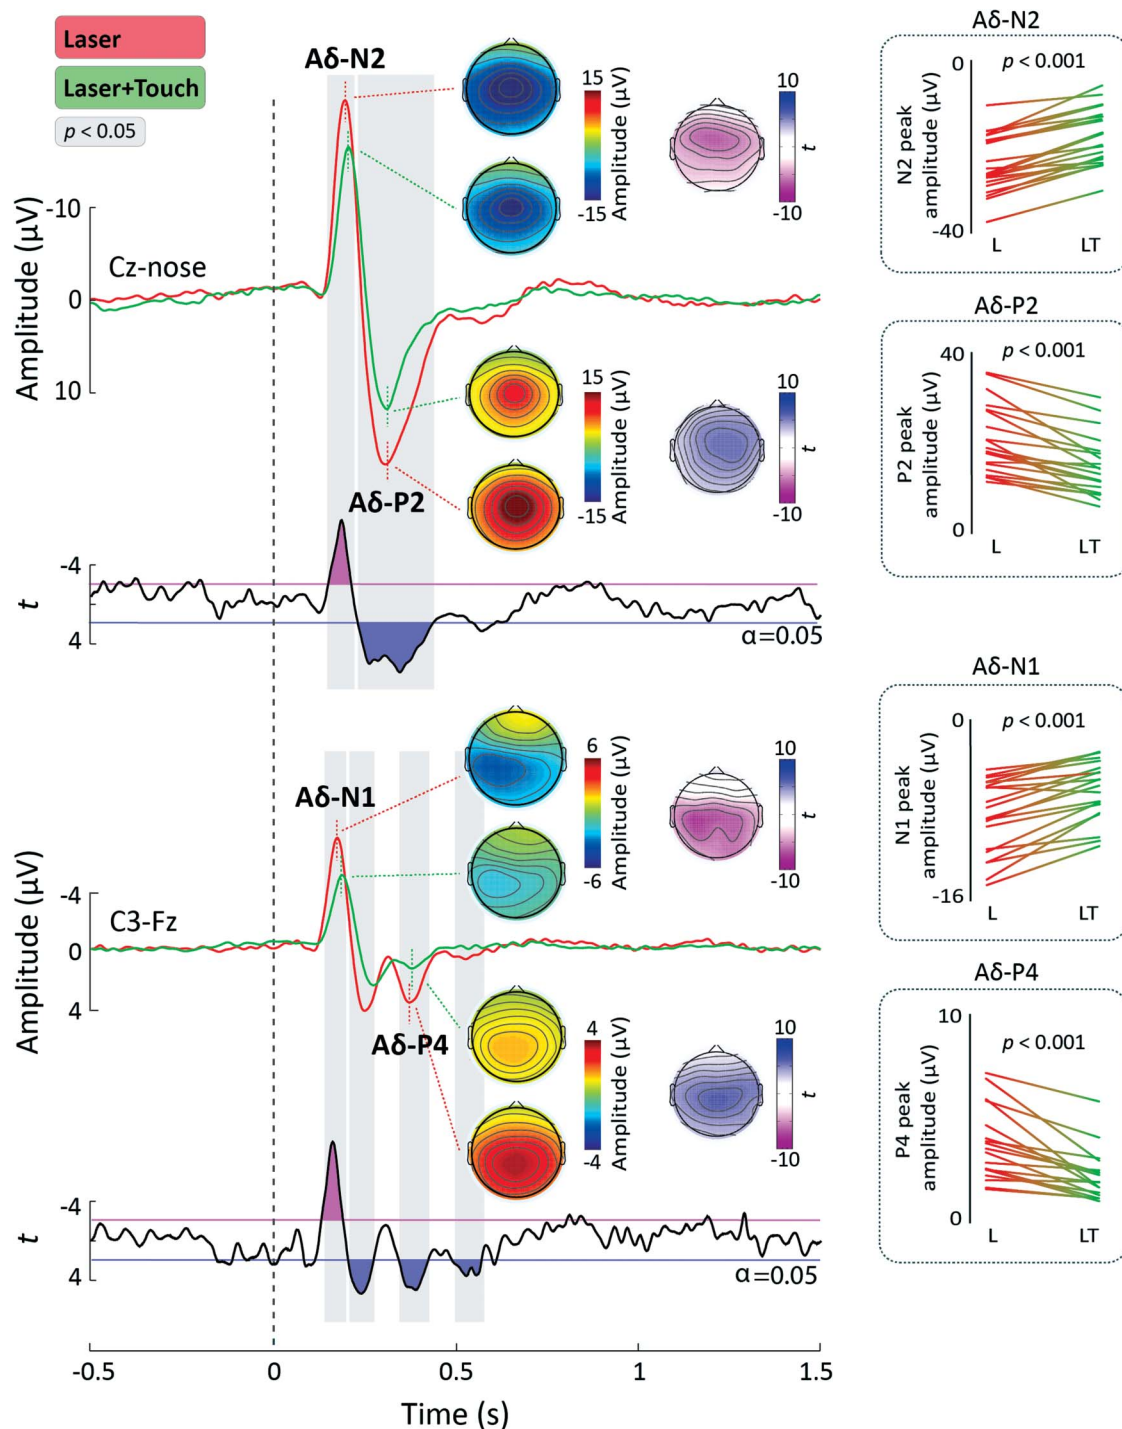 Laser
Laser+Touch
p < 0.05
Aδ-N2
15
-15
Amplitude (µV)
10
-10
t
Amplitude (µV)
-10
0
10
Cz-nose
15
-15
Amplitude (µV)
10
-10
t
Aδ-P2
t
-4
4
α=0.05
Aδ-N1
6
-6
Amplitude (µV)
10
-10
t
Amplitude (µV)
-4
0
4
C3-Fz
Aδ-P4
4
-4
Amplitude (µV)
10
-10
t
t
-4
4
α=0.05
-0.5
0
0.5
1
1.5
Time (s)
Aδ-N2
p < 0.001
N2 peak
amplitude (µV)
0
-40
L
LT
Aδ-P2
p < 0.001
P2 peak
amplitude (µV)
40
0
L
LT
Aδ-N1
p < 0.001
N1 peak
amplitude (µV)
0
-16
L
LT
Aδ-P4
p < 0.001
P4 peak
amplitude (µV)
10
0
L
LT